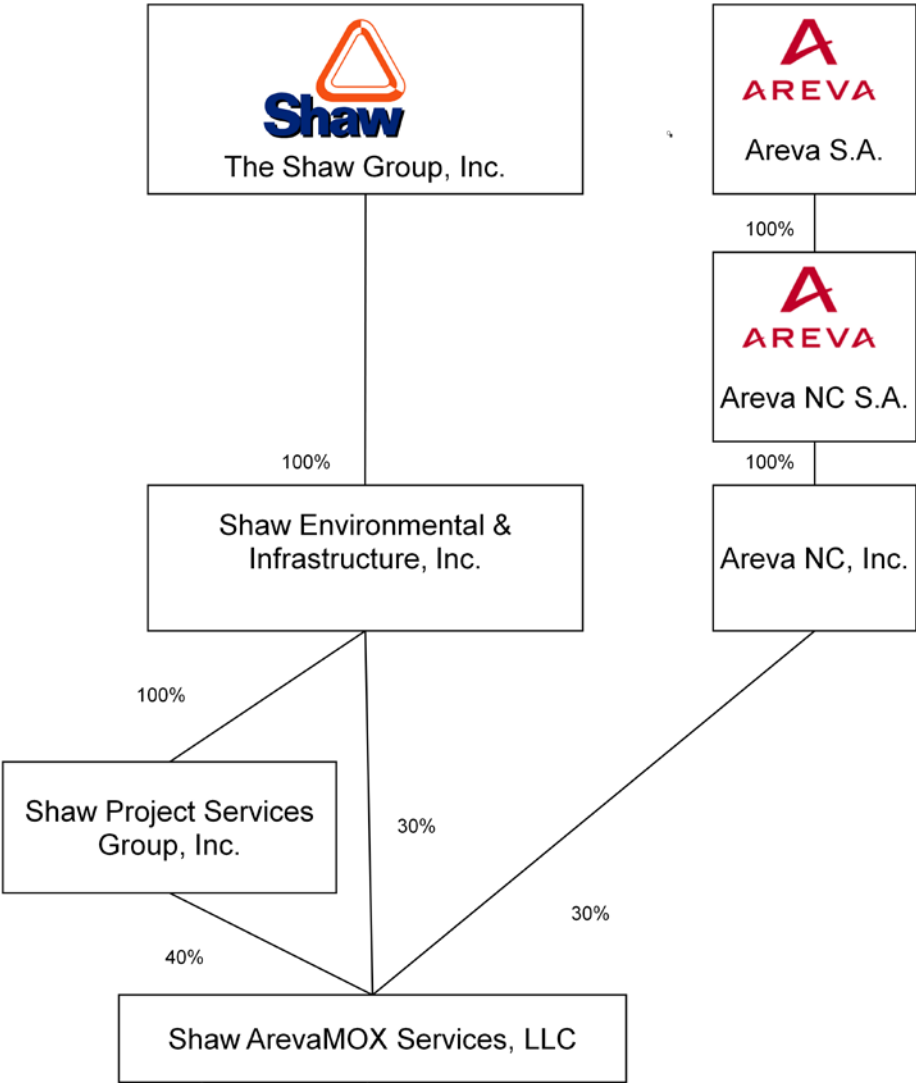 Shaw
The Shaw Group, Inc.
AREVA
Areva S.A.
100%
AREVA
Areva NC S.A.
100%
100%
Shaw Environmental &
Infrastructure, Inc.
Areva NC, Inc.
100%
Shaw Project Services
Group, Inc.
30%
30%
40%
Shaw ArevaMOX Services, LLC